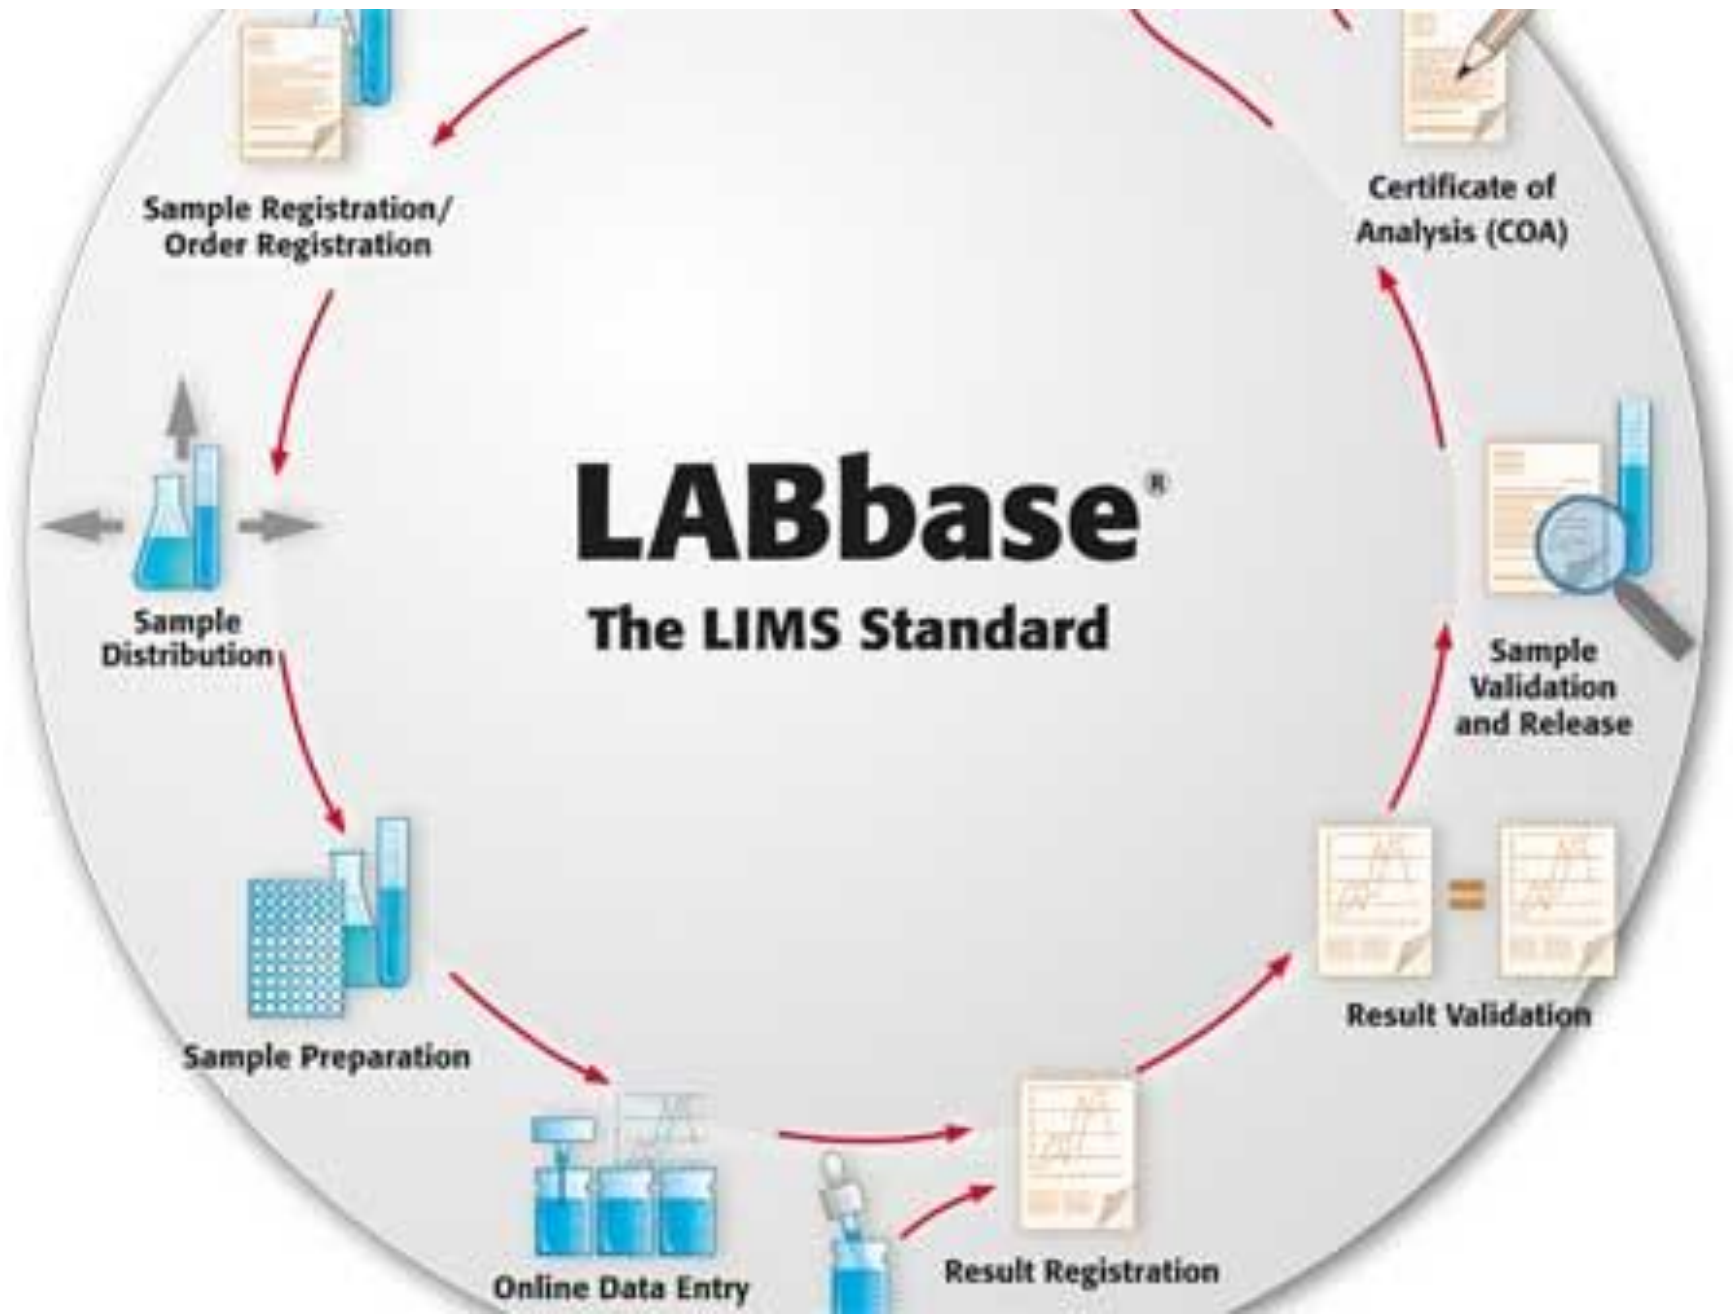 Sample Registration/
Order Registration
Certificate of
Analysis (COA)
LABbase®
The LIMS Standard
Sample
Distribution
Sample
Validation
and Release
Sample Preparation
Result Validation
Online Data Entry
Result Registration